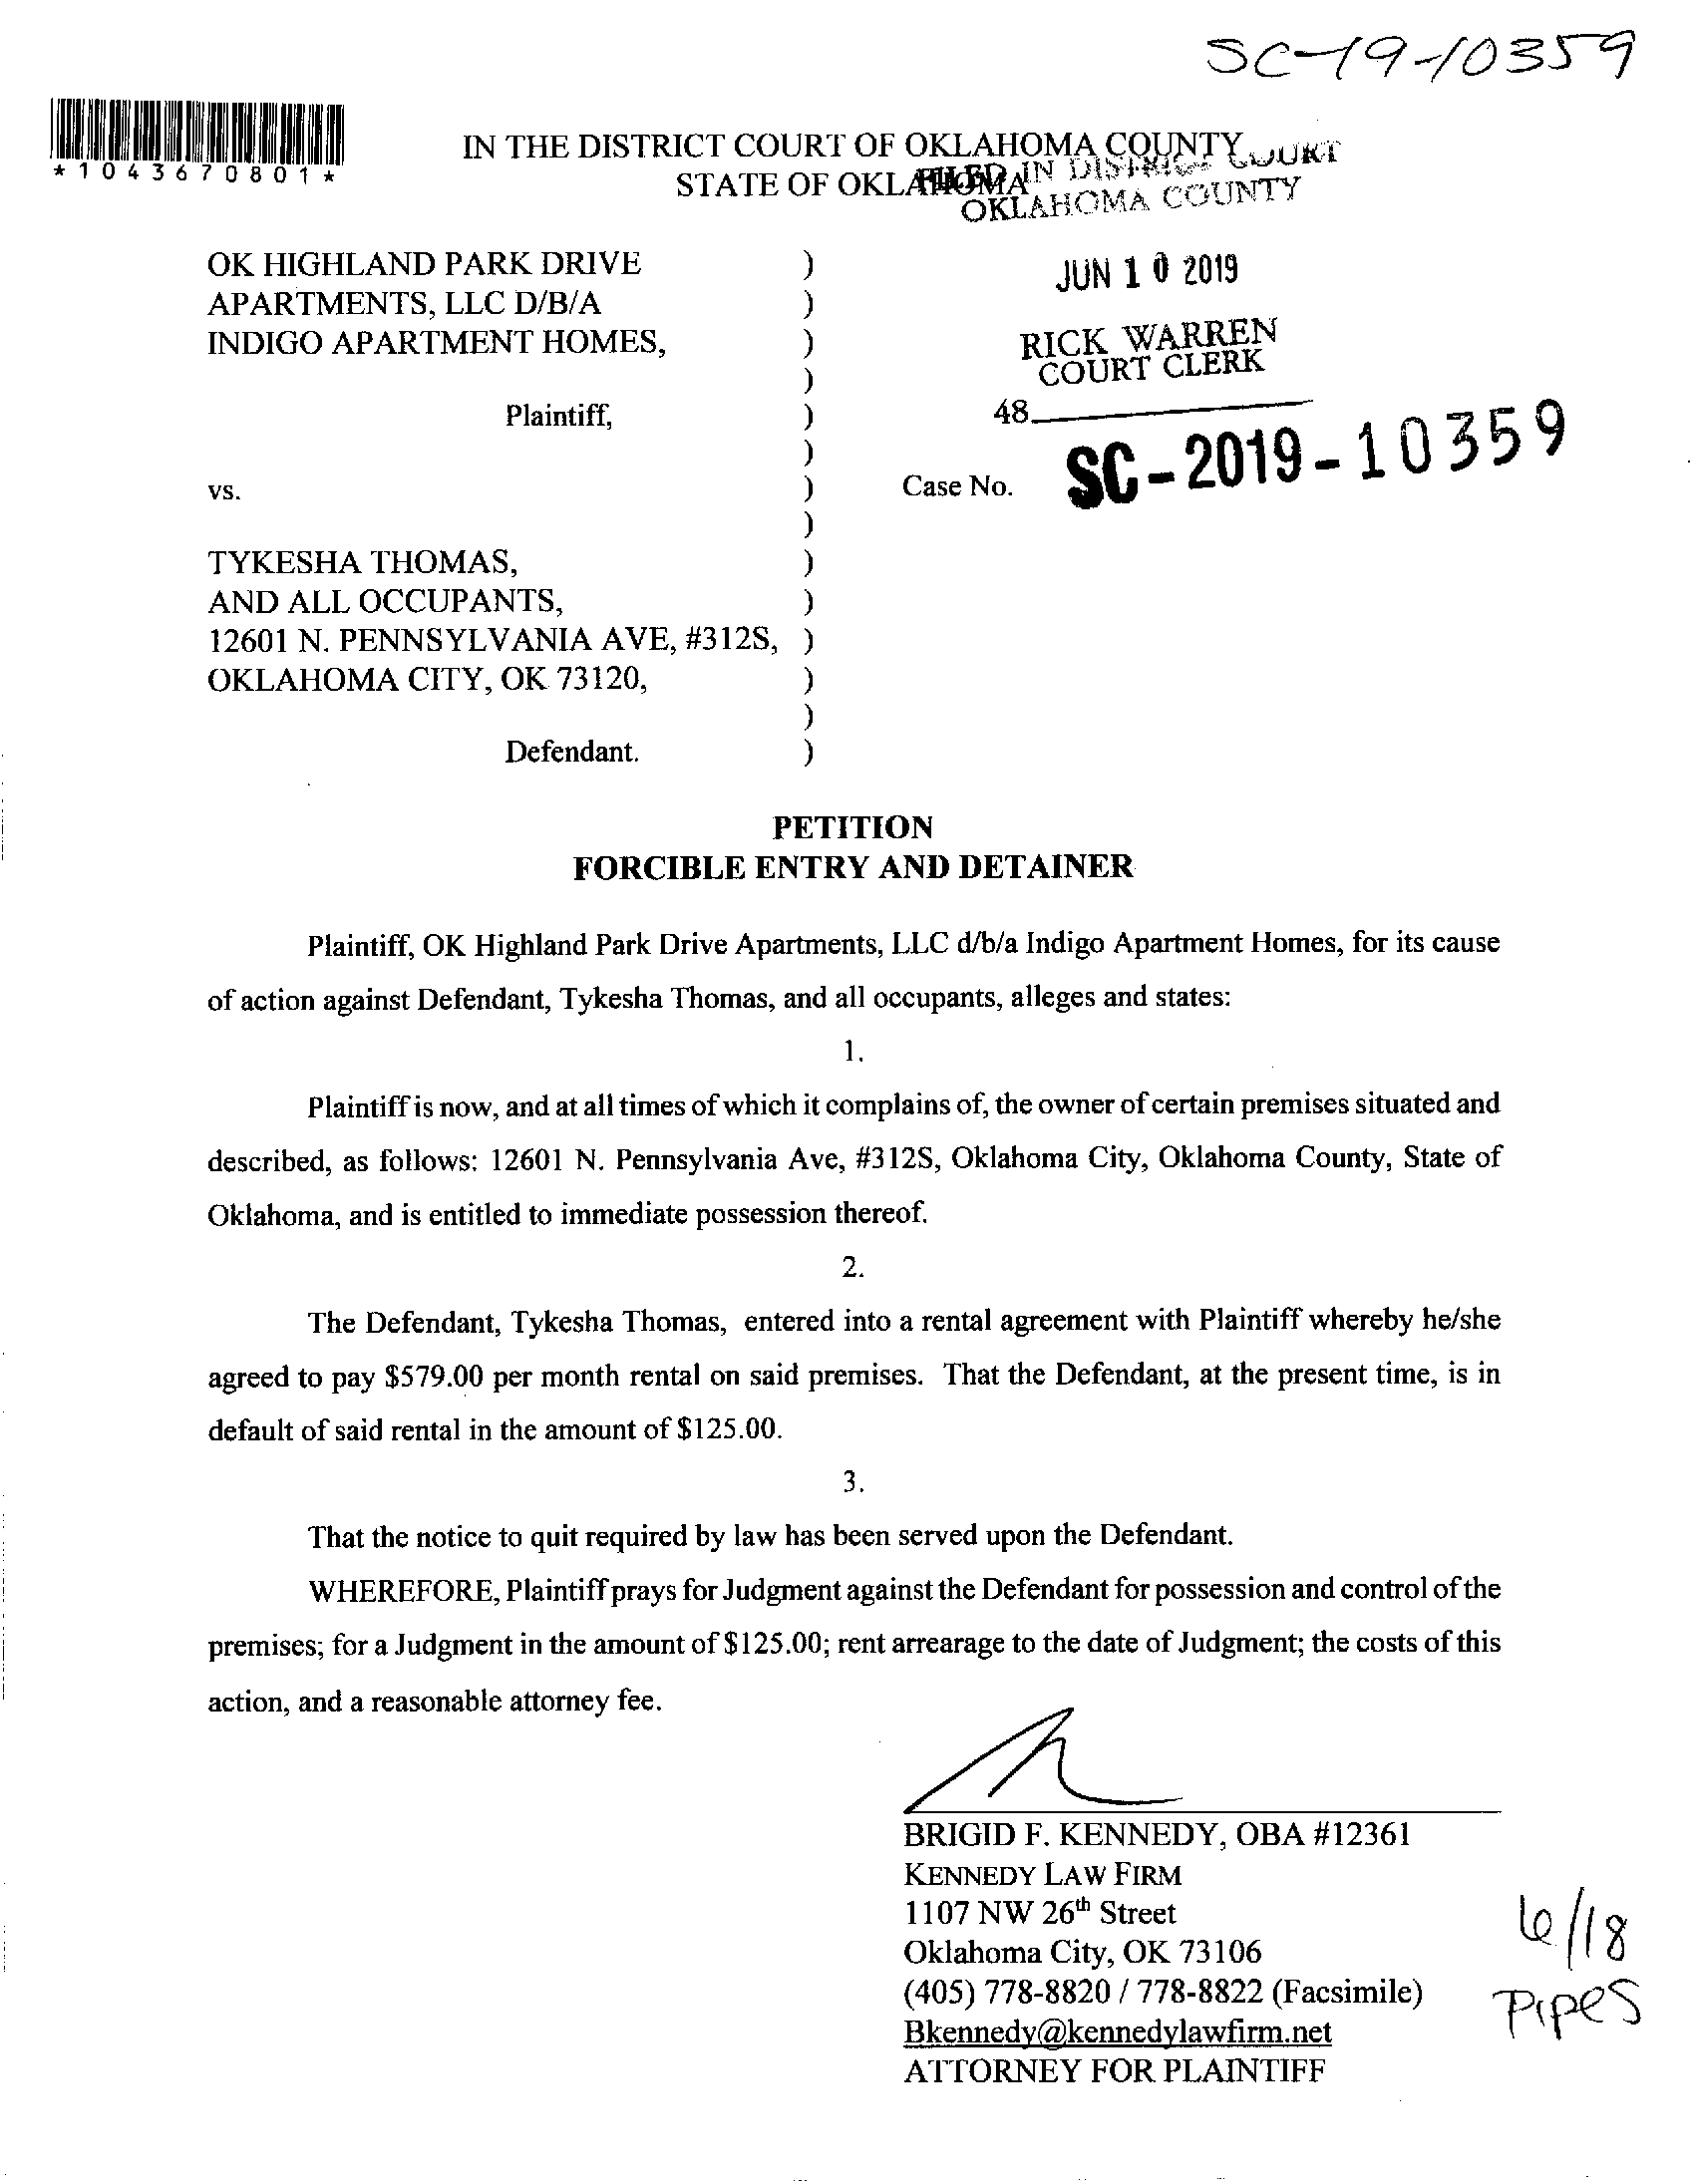 SC-19-10359
*1043670801*
IN THE DISTRICT COURT OF OKLAHOMA COUNTY
STATE OF OKLAHOMA
FILED IN DISTRICT COURT
OKLAHOMA COUNTY
OK HIGHLAND PARK DRIVE )
APARTMENTS, LLC D/B/A )
INDIGO APARTMENT HOMES, )
)
Plaintiff, )
)
vs. )
)
TYKESHA THOMAS, )
AND ALL OCCUPANTS, )
12601 N. PENNSYLVANIA AVE, #312S, )
OKLAHOMA CITY, OK 73120, )
)
Defendant. )
JUN 10 2019
RICK WARREN
COURT CLERK
48
Case No. SC-2019-10359
PETITION
FORCIBLE ENTRY AND DETAINER
Plaintiff, OK Highland Park Drive Apartments, LLC d/b/a Indigo Apartment Homes, for its cause
of action against Defendant, Tykesha Thomas, and all occupants, alleges and states:
1.
Plaintiff is now, and at all times of which it complains of, the owner of certain premises situated and
described, as follows: 12601 N. Pennsylvania Ave, #312S, Oklahoma City, Oklahoma County, State of
Oklahoma, and is entitled to immediate possession thereof.
2.
The Defendant, Tykesha Thomas, entered into a rental agreement with Plaintiff whereby he/she
agreed to pay $579.00 per month rental on said premises. That the Defendant, at the present time, is in
default of said rental in the amount of $125.00.
3.
That the notice to quit required by law has been served upon the Defendant.
WHEREFORE, Plaintiff prays for Judgment against the Defendant for possession and control of the
premises; for a Judgment in the amount of $125.00; rent arrearage to the date of Judgment; the costs of this
action, and a reasonable attorney fee.
BRIGID F. KENNEDY, OBA #12361
KENNEDY LAW FIRM
1107 NW 26th Street
Oklahoma City, OK 73106
(405) 778-8820 / 778-8822 (Facsimile)
Bkennedy@kennedylawfirm.net
ATTORNEY FOR PLAINTIFF
6/18
Pipes